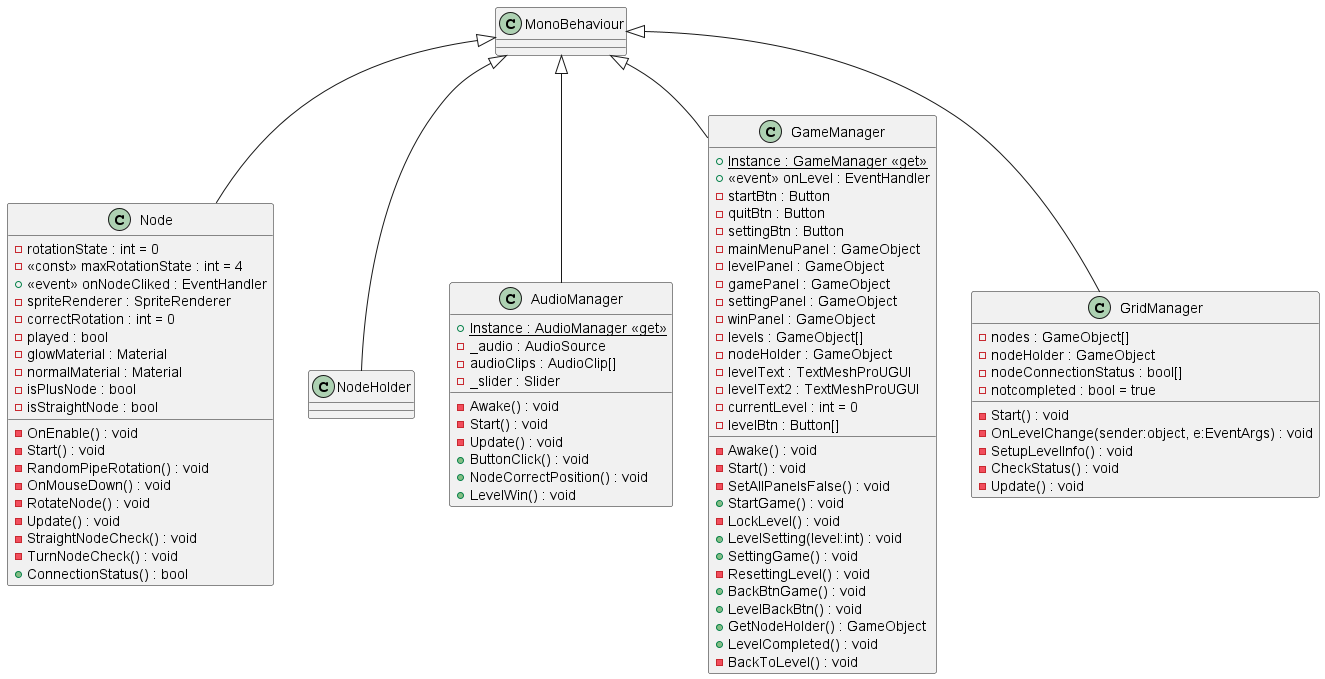 C MonoBehaviour
C Node
rotationState : int = 0
«const» maxRotationState : int = 4
«event» onNodeCliked : EventHandler
spriteRenderer : SpriteRenderer
correctRotation : int = 0
played : bool
glowMaterial : Material
normalMaterial : Material
isPlusNode : bool
isStraightNode : bool
OnEnable() : void
Start() : void
RandomPipeRotation() : void
OnMouseDown() : void
RotateNode() : void
Update() : void
StraightNodeCheck() : void
TurnNodeCheck() : void
ConnectionStatus() : bool
C NodeHolder
C AudioManager
Instance : AudioManager «get»
_audio : AudioSource
audioClips : AudioClip[]
_slider : Slider
Awake() : void
Start() : void
Update() : void
ButtonClick() : void
NodeCorrectPosition() : void
LevelWin() : void
C GameManager
Instance : GameManager «get»
«event» onLevel : EventHandler
startBtn : Button
quitBtn : Button
settingBtn : Button
mainMenuPanel : GameObject
levelPanel : GameObject
gamePanel : GameObject
settingPanel : GameObject
winPanel : GameObject
levels : GameObject[]
nodeHolder : GameObject
levelText : TextMeshProUGUI
levelText2 : TextMeshProUGUI
currentLevel : int = 0
levelBtn : Button[]
Awake() : void
Start() : void
SetAllPanelsFalse() : void
StartGame() : void
LockLevel() : void
LevelSetting(level:int) : void
SettingGame() : void
ResettingLevel() : void
BackBtnGame() : void
LevelBackBtn() : void
GetNodeHolder() : GameObject
LevelCompleted() : void
BackToLevel() : void
C GridManager
nodes : GameObject[]
nodeHolder : GameObject
nodeConnectionStatus : bool[]
notcompleted : bool = true
Start() : void
OnLevelChange(sender:object, e:EventArgs) : void
SetupLevelInfo() : void
CheckStatus() : void
Update() : void